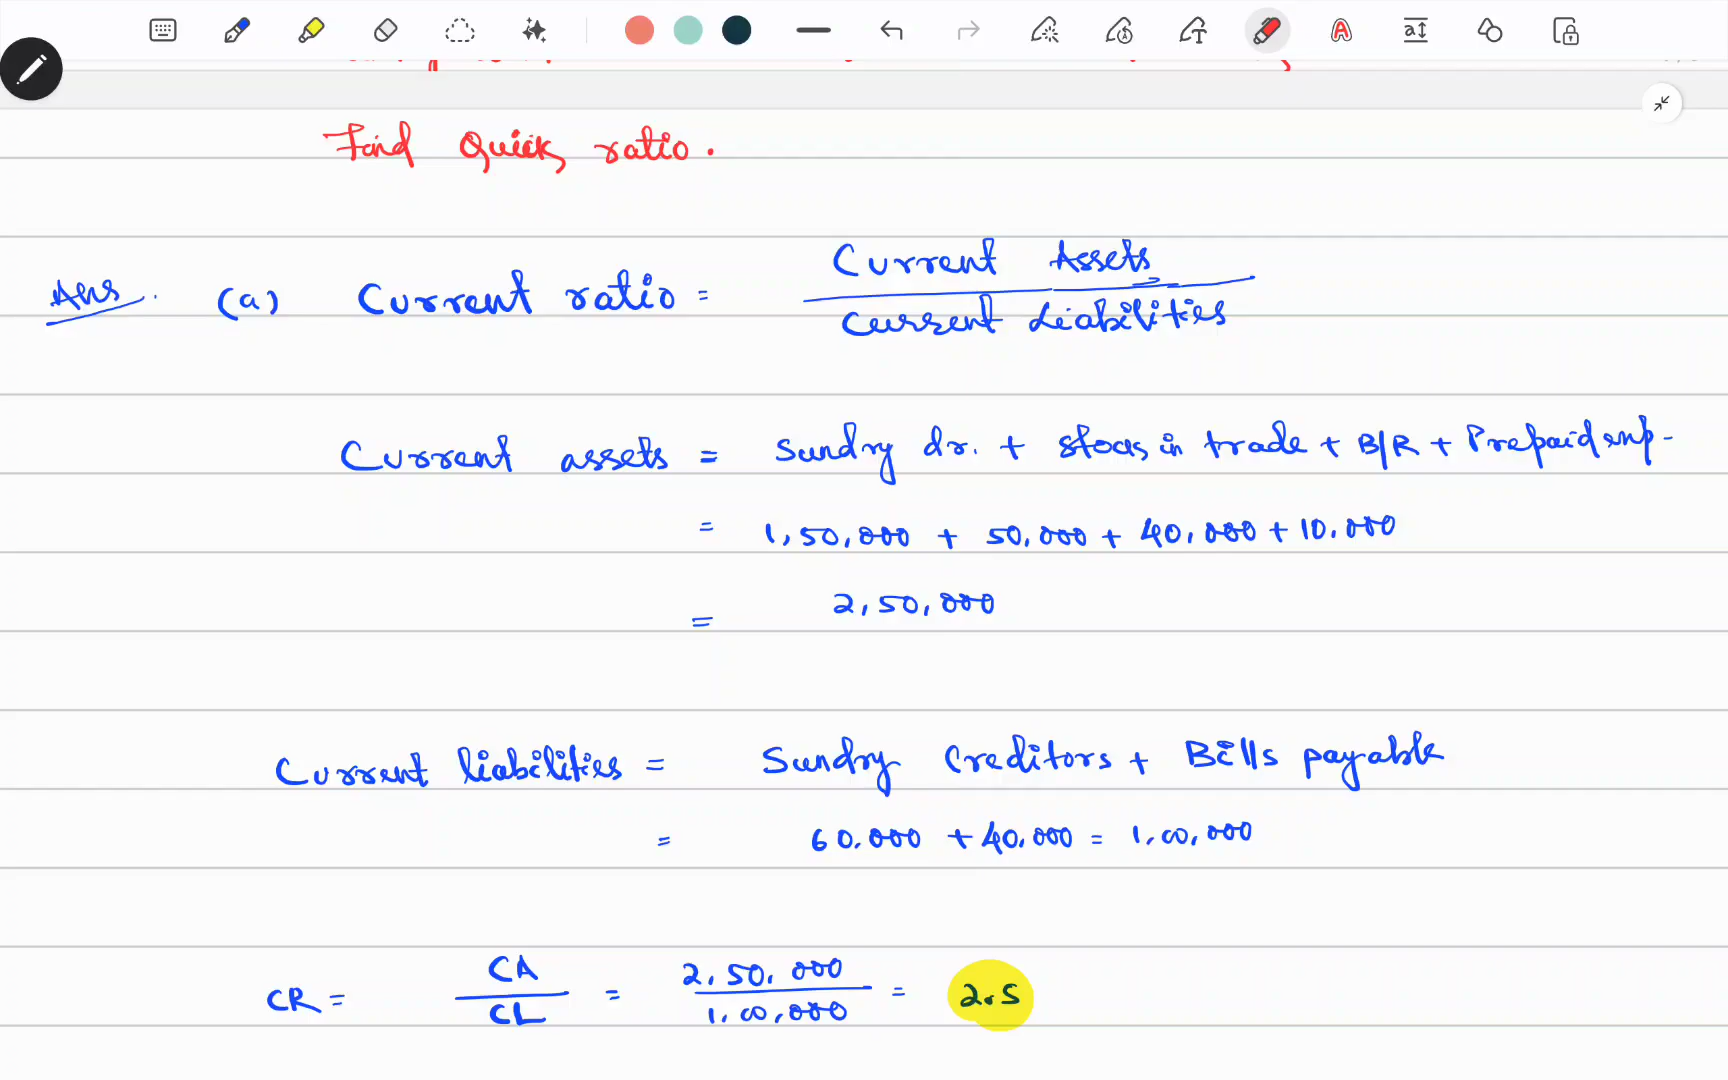 Find Quick ratio.
Ans. (a) Current ratio = Current Assets
Current Liabilities
Current assets = Sundry dr. + stock in trade + B/R + Prepaid exp.
= 1,50,000 + 50,000 + 40,000 + 10,000
= 2,50,000
Current liabilities = Sundry Creditors + Bills payable
= 60,000 + 40,000 = 1,00,000
CR = CA = 2,50,000 = 2.5
CL 1,00,000